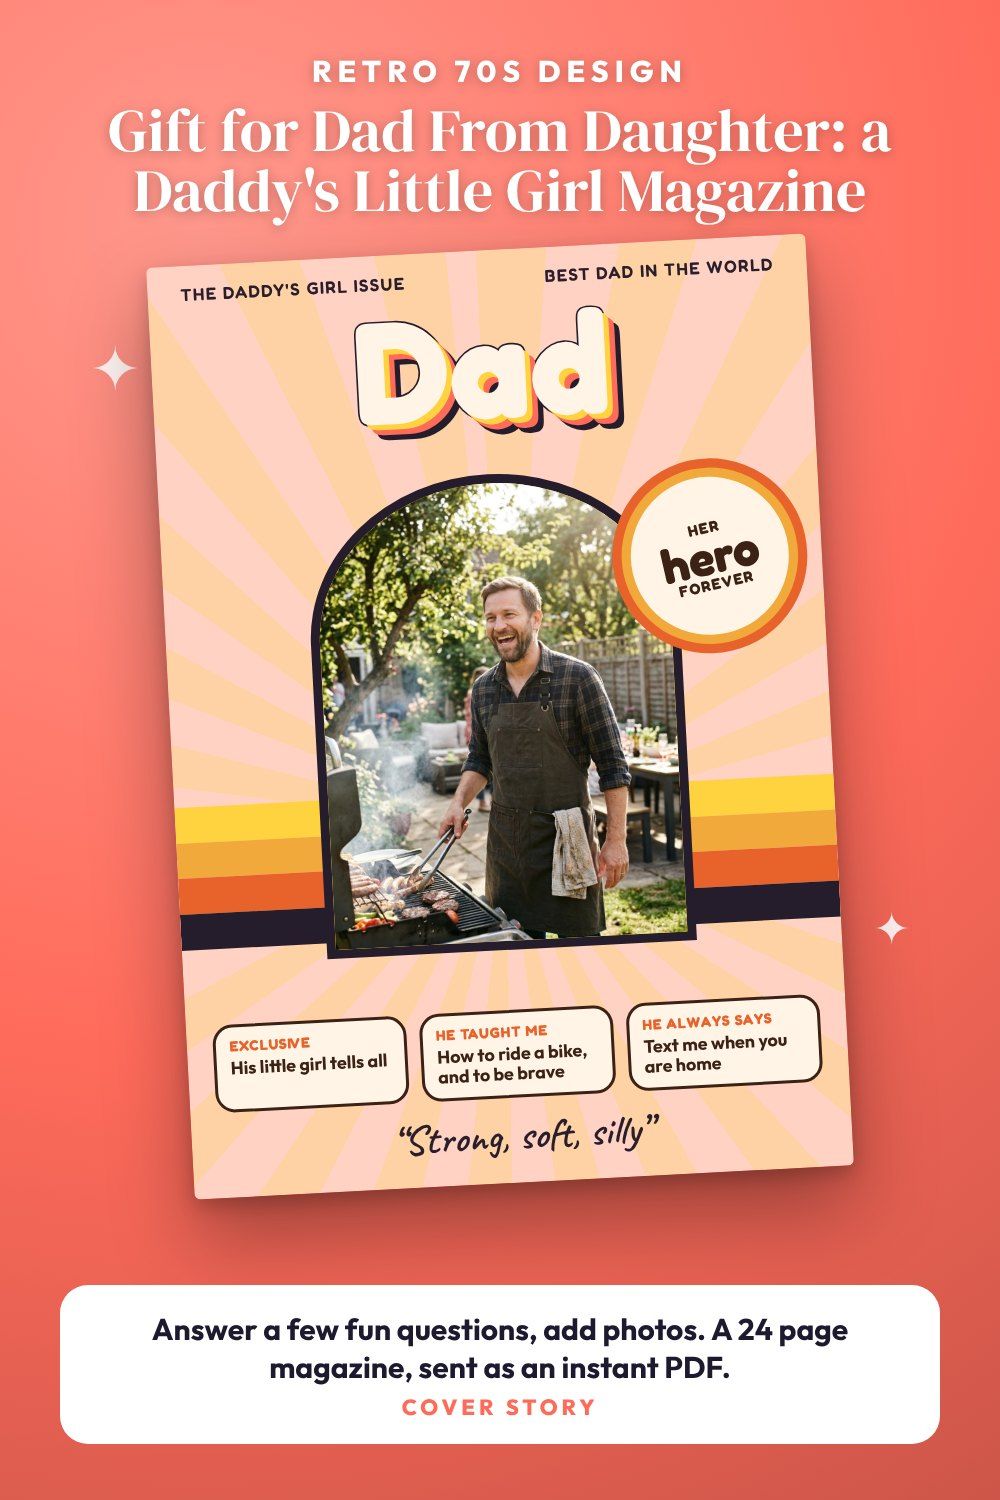 RETRO 70S DESIGN
Gift for Dad From Daughter: a
Daddy's Little Girl Magazine
THE DADDY'S GIRL ISSUE
BEST DAD IN THE WORLD
Dad
HER
hero
FOREVER
EXCLUSIVE
His little girl tells all
HE TAUGHT ME
How to ride a bike,
and to be brave
HE ALWAYS SAYS
Text me when you
are home
“Strong, soft, silly”
Answer a few fun questions, add photos. A 24 page
magazine, sent as an instant PDF.
COVER STORY